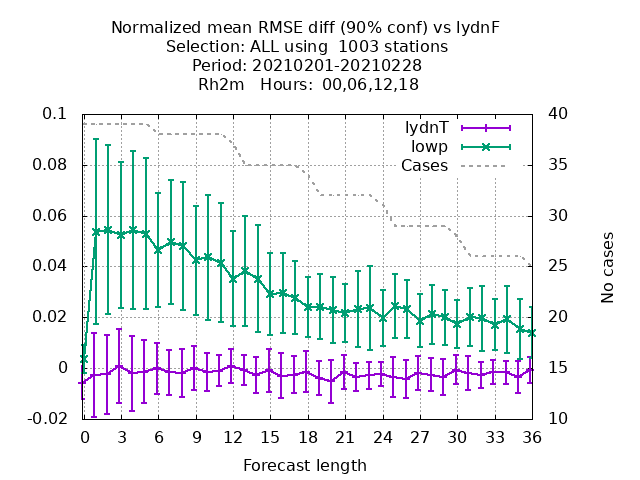 Normalized mean RMSE diff (90% conf) vs lydnF
Selection: ALL using  1003 stations
Period: 20210201-20210228
Rh2m   Hours:  00,06,12,18
0.1
0.08
0.06
0.04
0.02
0
-0.02
lydnT
lowp
Cases
40
35
30
25
20
15
10
No cases
0 3 6 9 12 15 18 21 24 27 30 33 36
Forecast length